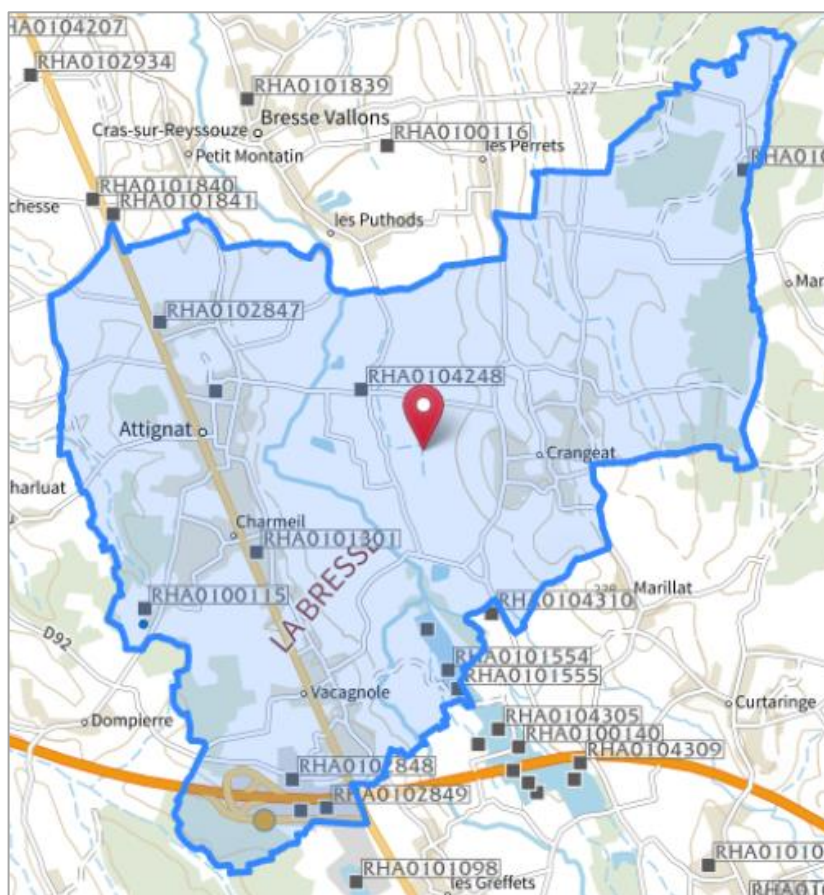 RHA0104207
RHA0102934
RHA0101839
227
Cras-sur-Reyssouze
Bresse Vallons
Petit Montatin
RHA0100116
les Perrets
RHA0101840
RHA0101841
chesse
les Puthods
Mar
RHA0102847
RHA0104248
Attignat
Crangeat
harluat
Charmeil
RHA0101301
LA BRESSE
RHA0100115
RHA0104310
Marillat
D92
RHA0101554
RHA0101555
Vacagnole
Curtaringe
Dompierre
RHA0104305
RHA0100140
RHA0104309
RHA0102849
RHA0101098
les Greffets